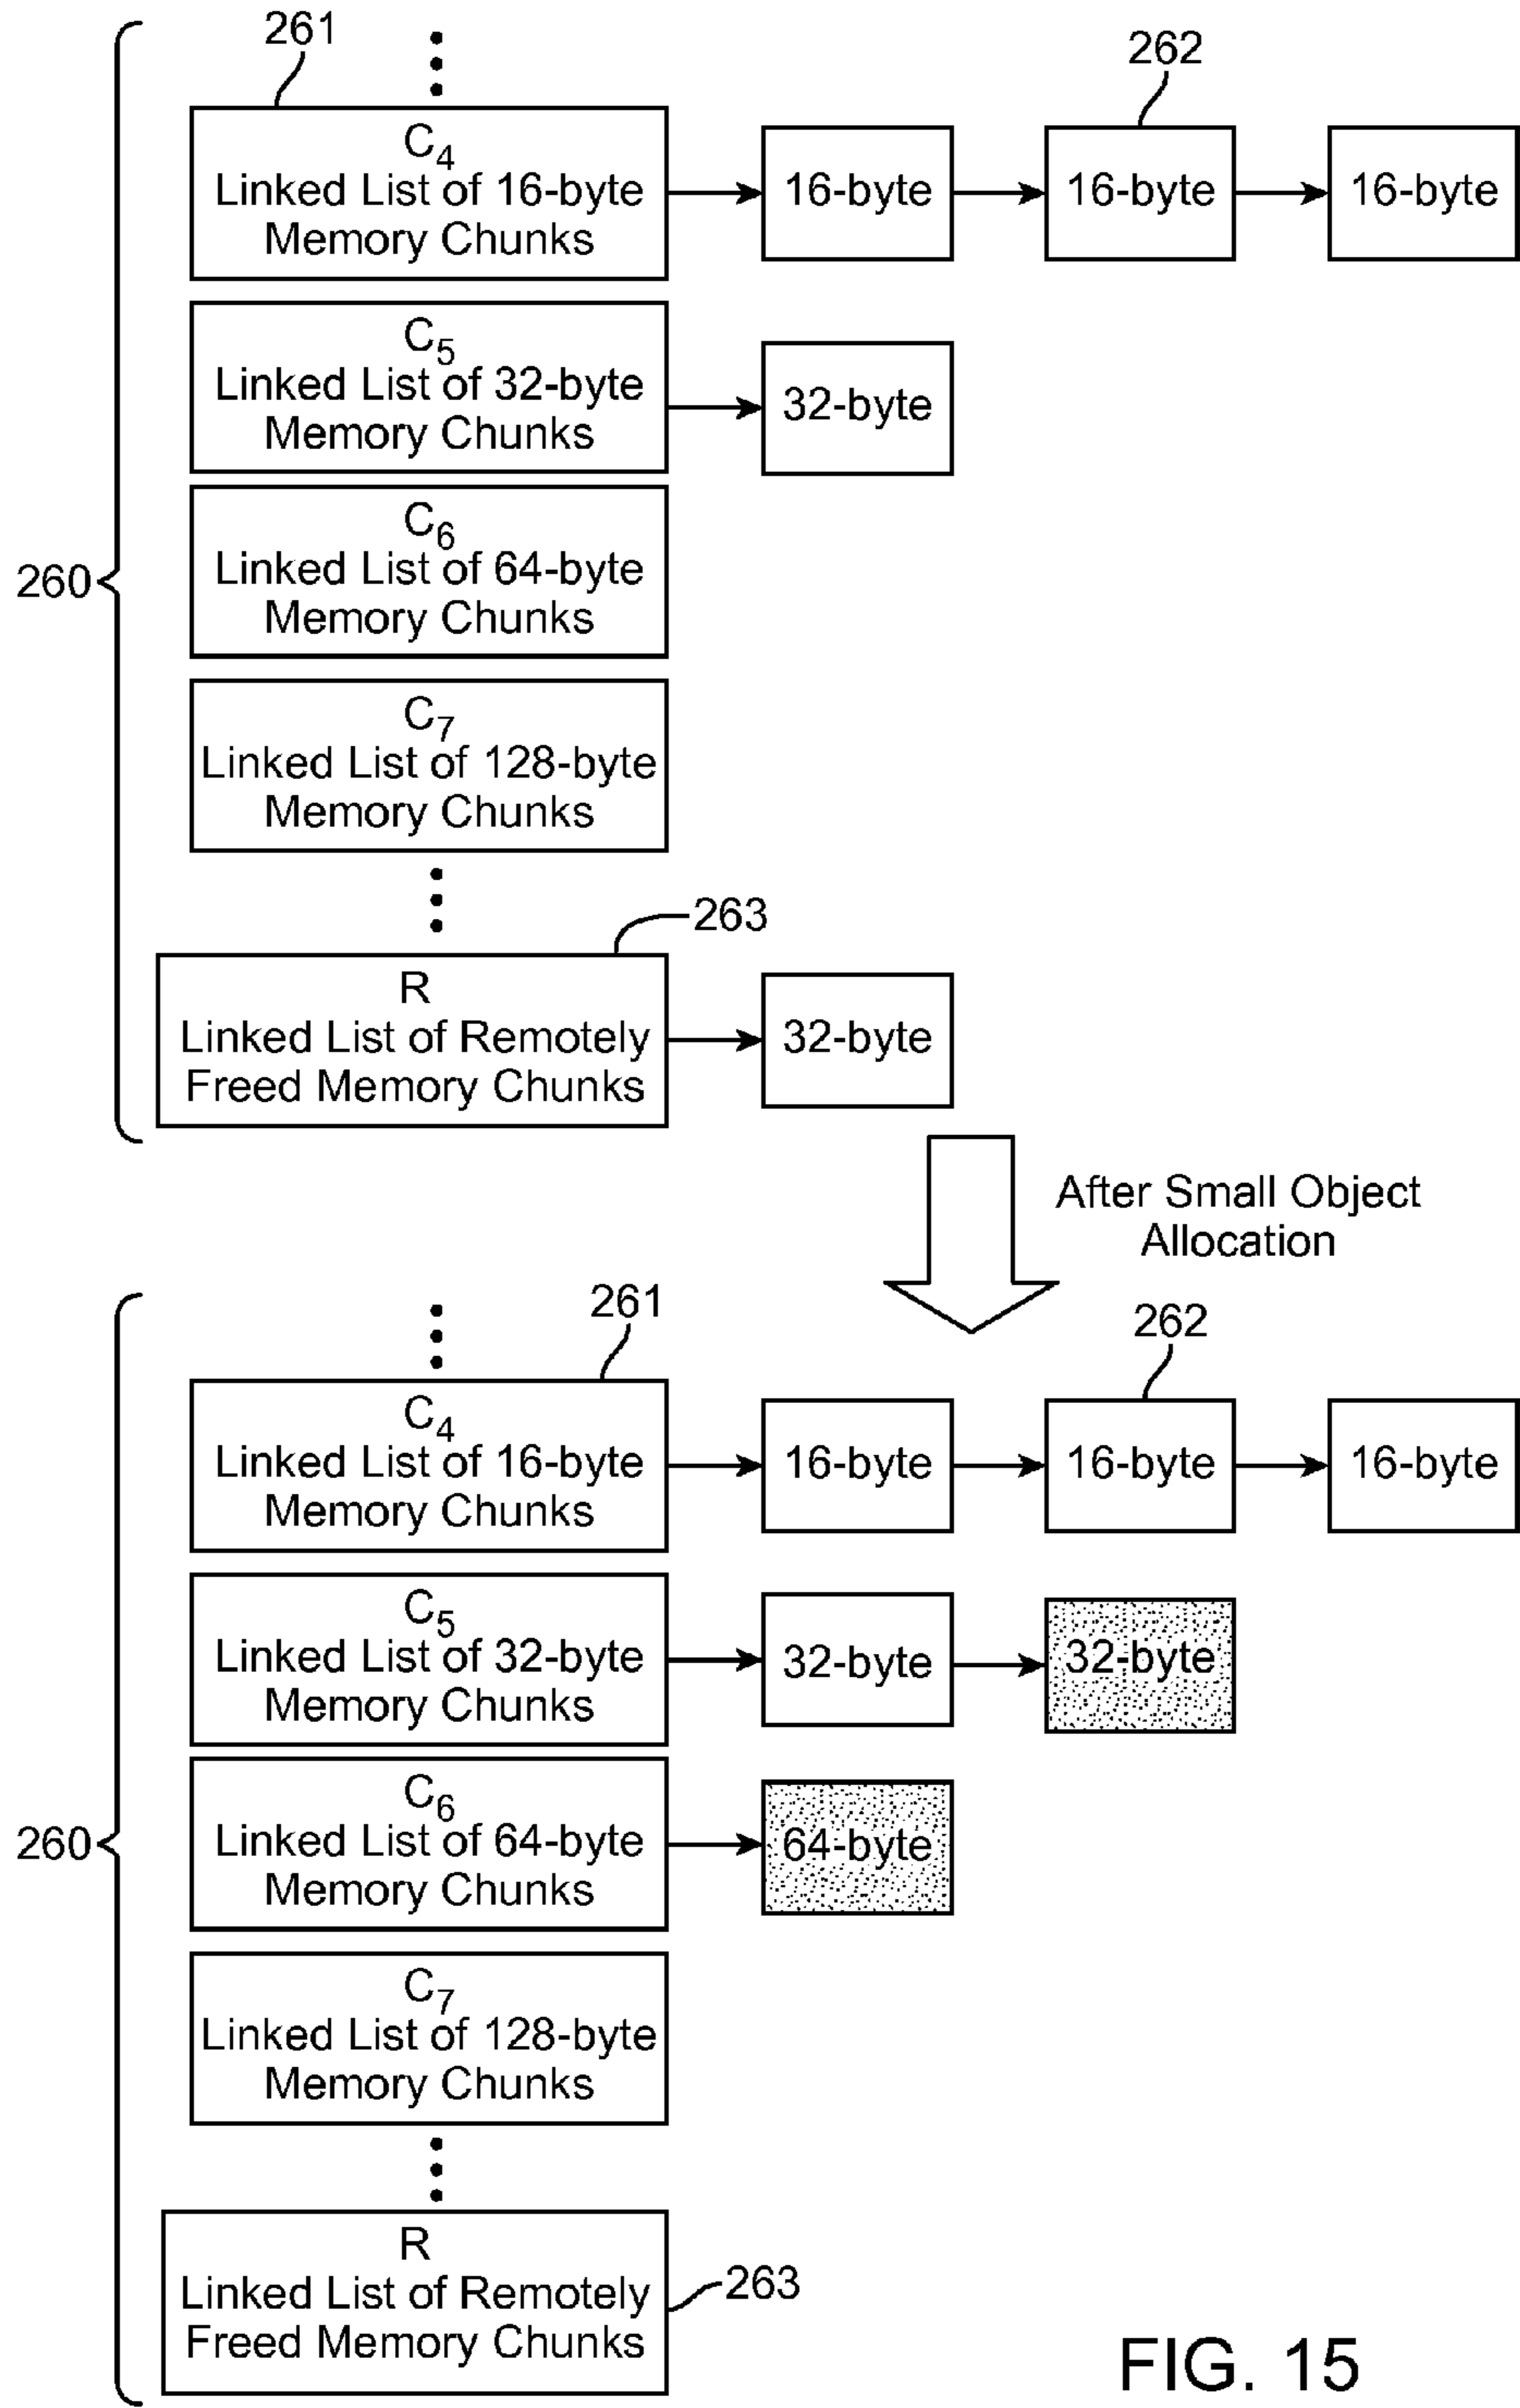 261
262
C4
Linked List of 16-byte
Memory Chunks
16-byte
16-byte
16-byte
C5
Linked List of 32-byte
Memory Chunks
32-byte
260
C6
Linked List of 64-byte
Memory Chunks
C7
Linked List of 128-byte
Memory Chunks
263
R
Linked List of Remotely
Freed Memory Chunks
32-byte
After Small Object
Allocation
261
262
C4
Linked List of 16-byte
Memory Chunks
16-byte
16-byte
16-byte
C5
Linked List of 32-byte
Memory Chunks
32-byte
32-byte
260
C6
Linked List of 64-byte
Memory Chunks
64-byte
C7
Linked List of 128-byte
Memory Chunks
R
Linked List of Remotely
Freed Memory Chunks
263
FIG. 15